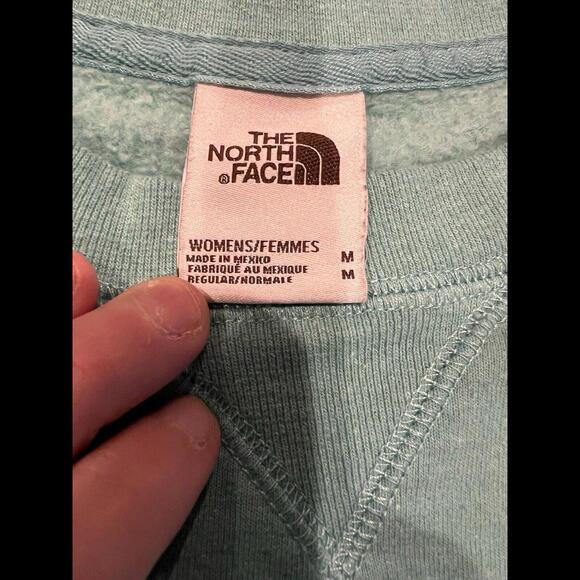 THE
NORTH
®FACE
WOMENS/FEMMES
MADE IN MEXICO M
FABRIQUÉ AU MEXIQUE M
REGULAR/NORMALE